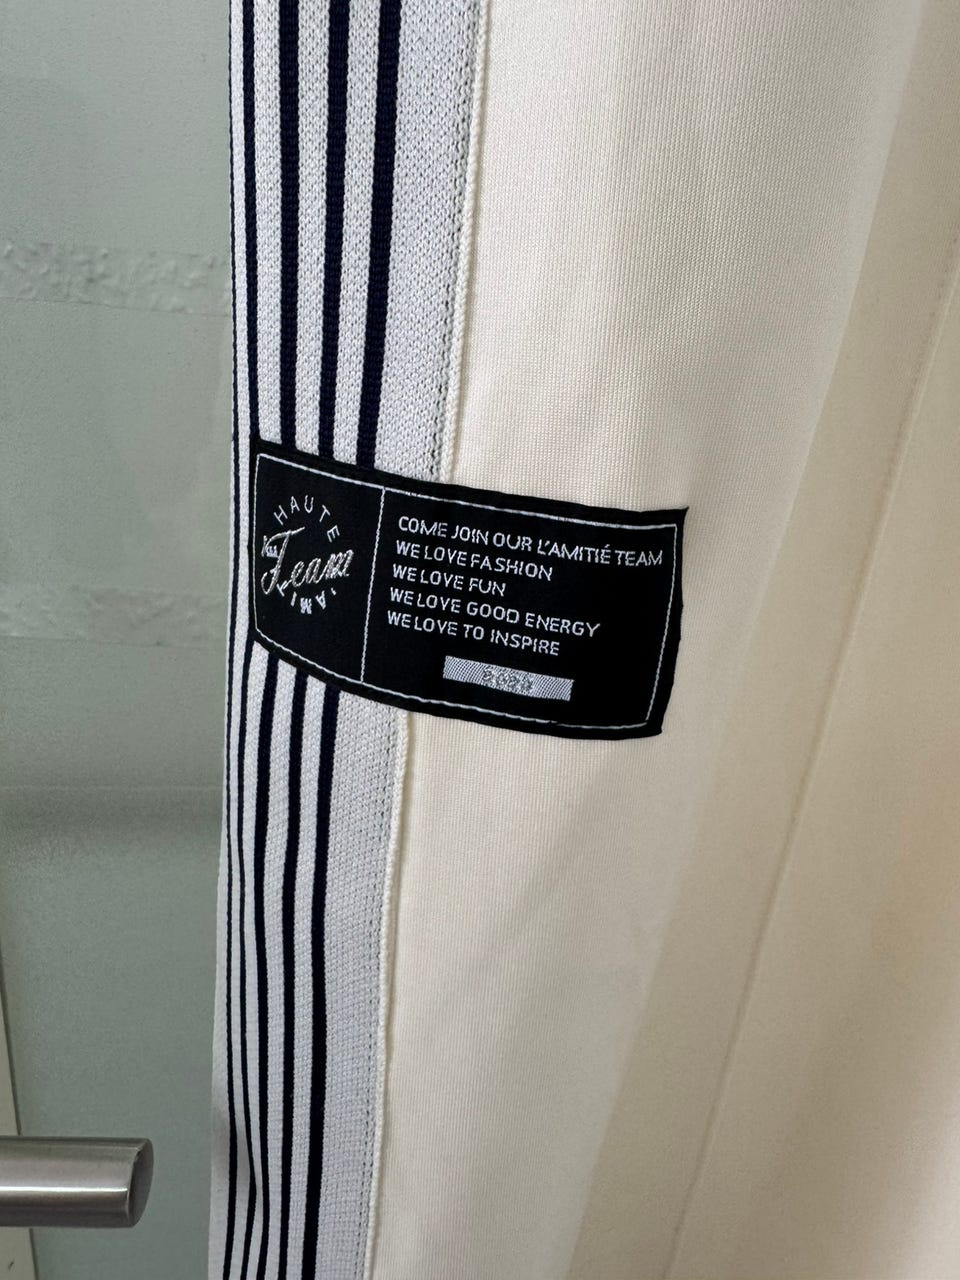 HAUTE
Team
L'AMITIÉ
COME JOIN OUR L'AMITIÉ TEAM
WE LOVE FASHION
WE LOVE FUN
WE LOVE GOOD ENERGY
WE LOVE TO INSPIRE